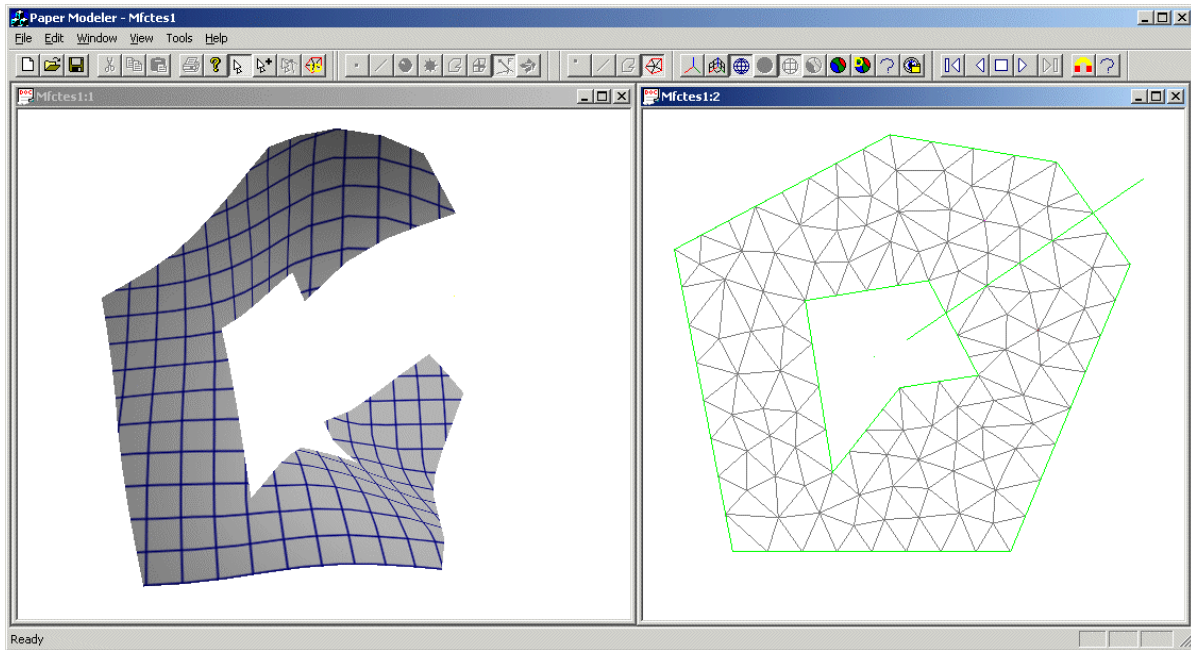 Paper Modeler - Mfctes1
File Edit Window View Tools Help
Mfctes1:1
Mfctes1:2
Ready